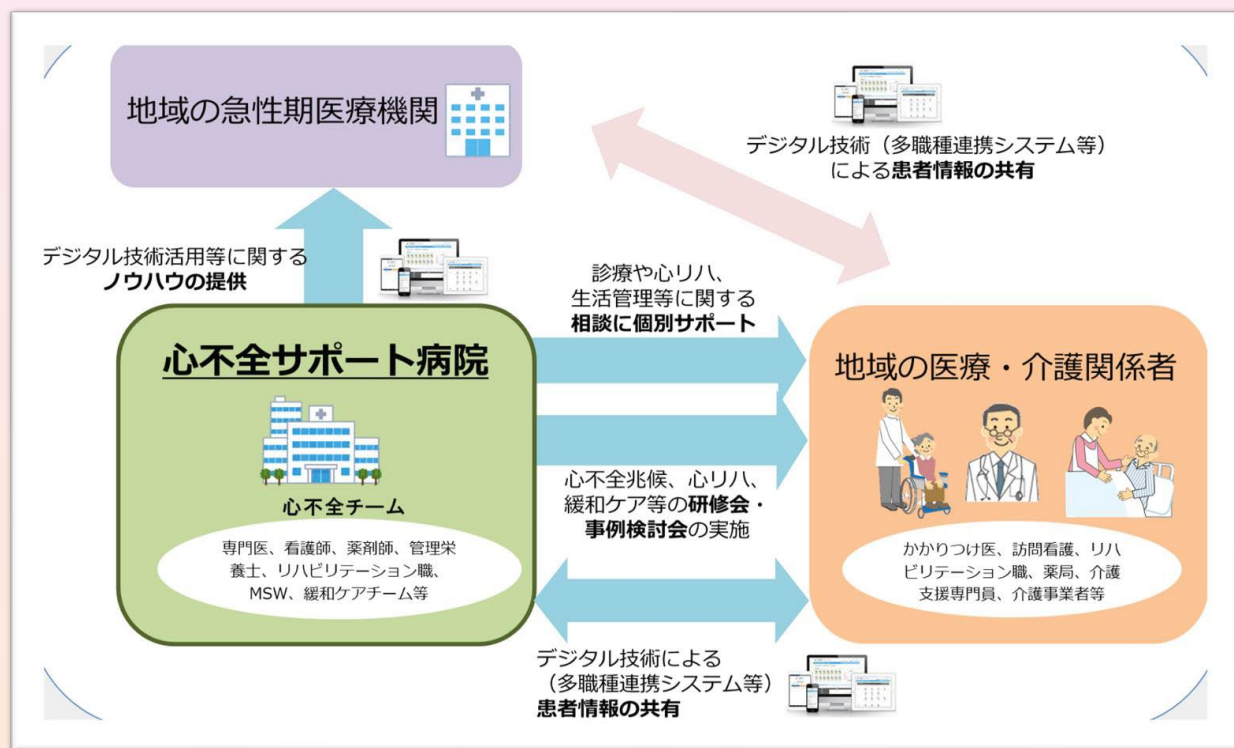 地域の急性期医療機関
デジタル技術（多職種連携システム等）
による患者情報の共有
デジタル技術活用等に関する
ノウハウの提供
診療や心リハ、
生活管理等に関する
相談に個別サポート
心不全サポート病院
心不全チーム
専門医、看護師、薬剤師、管理栄
養士、リハビリテーション職、
MSW、緩和ケアチーム等
地域の医療・介護関係者
心不全兆候、心リハ、
緩和ケア等の研修会・
事例検討会の実施
かかりつけ医、訪問看護、リハ
ビリテーション職、薬局、介護
支援専門員、介護事業者等
デジタル技術による
（多職種連携システム等）
患者情報の共有